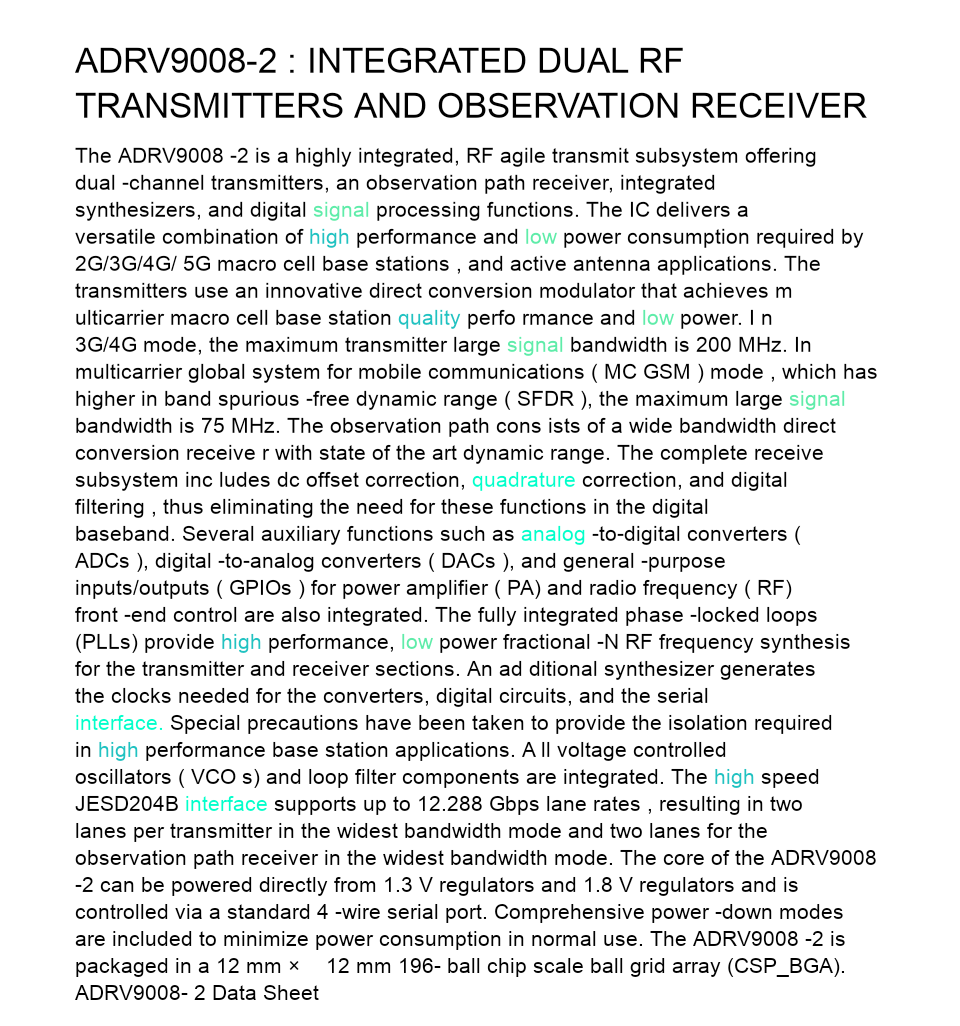 ADRV9008-2 : INTEGRATED DUAL RF
TRANSMITTERS AND OBSERVATION RECEIVER
The ADRV9008 -2 is a highly integrated, RF agile transmit subsystem offering
dual -channel transmitters, an observation path receiver, integrated
synthesizers, and digital signal processing functions. The IC delivers a
versatile combination of high performance and low power consumption required by
2G/3G/4G/ 5G macro cell base stations , and active antenna applications. The
transmitters use an innovative direct conversion modulator that achieves m
ulticarrier macro cell base station quality perfo rmance and low power. I n
3G/4G mode, the maximum transmitter large signal bandwidth is 200 MHz. In
multicarrier global system for mobile communications ( MC GSM ) mode , which has
higher in band spurious -free dynamic range ( SFDR ), the maximum large signal
bandwidth is 75 MHz. The observation path cons ists of a wide bandwidth direct
conversion receive r with state of the art dynamic range. The complete receive
subsystem inc ludes dc offset correction, quadrature correction, and digital
filtering , thus eliminating the need for these functions in the digital
baseband. Several auxiliary functions such as analog -to-digital converters (
ADCs ), digital -to-analog converters ( DACs ), and general -purpose
inputs/outputs ( GPIOs ) for power amplifier ( PA) and radio frequency ( RF)
front -end control are also integrated. The fully integrated phase -locked loops
(PLLs) provide high performance, low power fractional -N RF frequency synthesis
for the transmitter and receiver sections. An ad ditional synthesizer generates
the clocks needed for the converters, digital circuits, and the serial
interface. Special precautions have been taken to provide the isolation required
in high performance base station applications. A ll voltage controlled
oscillators ( VCO s) and loop filter components are integrated. The high speed
JESD204B interface supports up to 12.288 Gbps lane rates , resulting in two
lanes per transmitter in the widest bandwidth mode and two lanes for the
observation path receiver in the widest bandwidth mode. The core of the ADRV9008
-2 can be powered directly from 1.3 V regulators and 1.8 V regulators and is
controlled via a standard 4 -wire serial port. Comprehensive power -down modes
are included to minimize power consumption in normal use. The ADRV9008 -2 is
packaged in a 12 mm × 12 mm 196- ball chip scale ball grid array (CSP_BGA).
ADRV9008- 2 Data Sheet